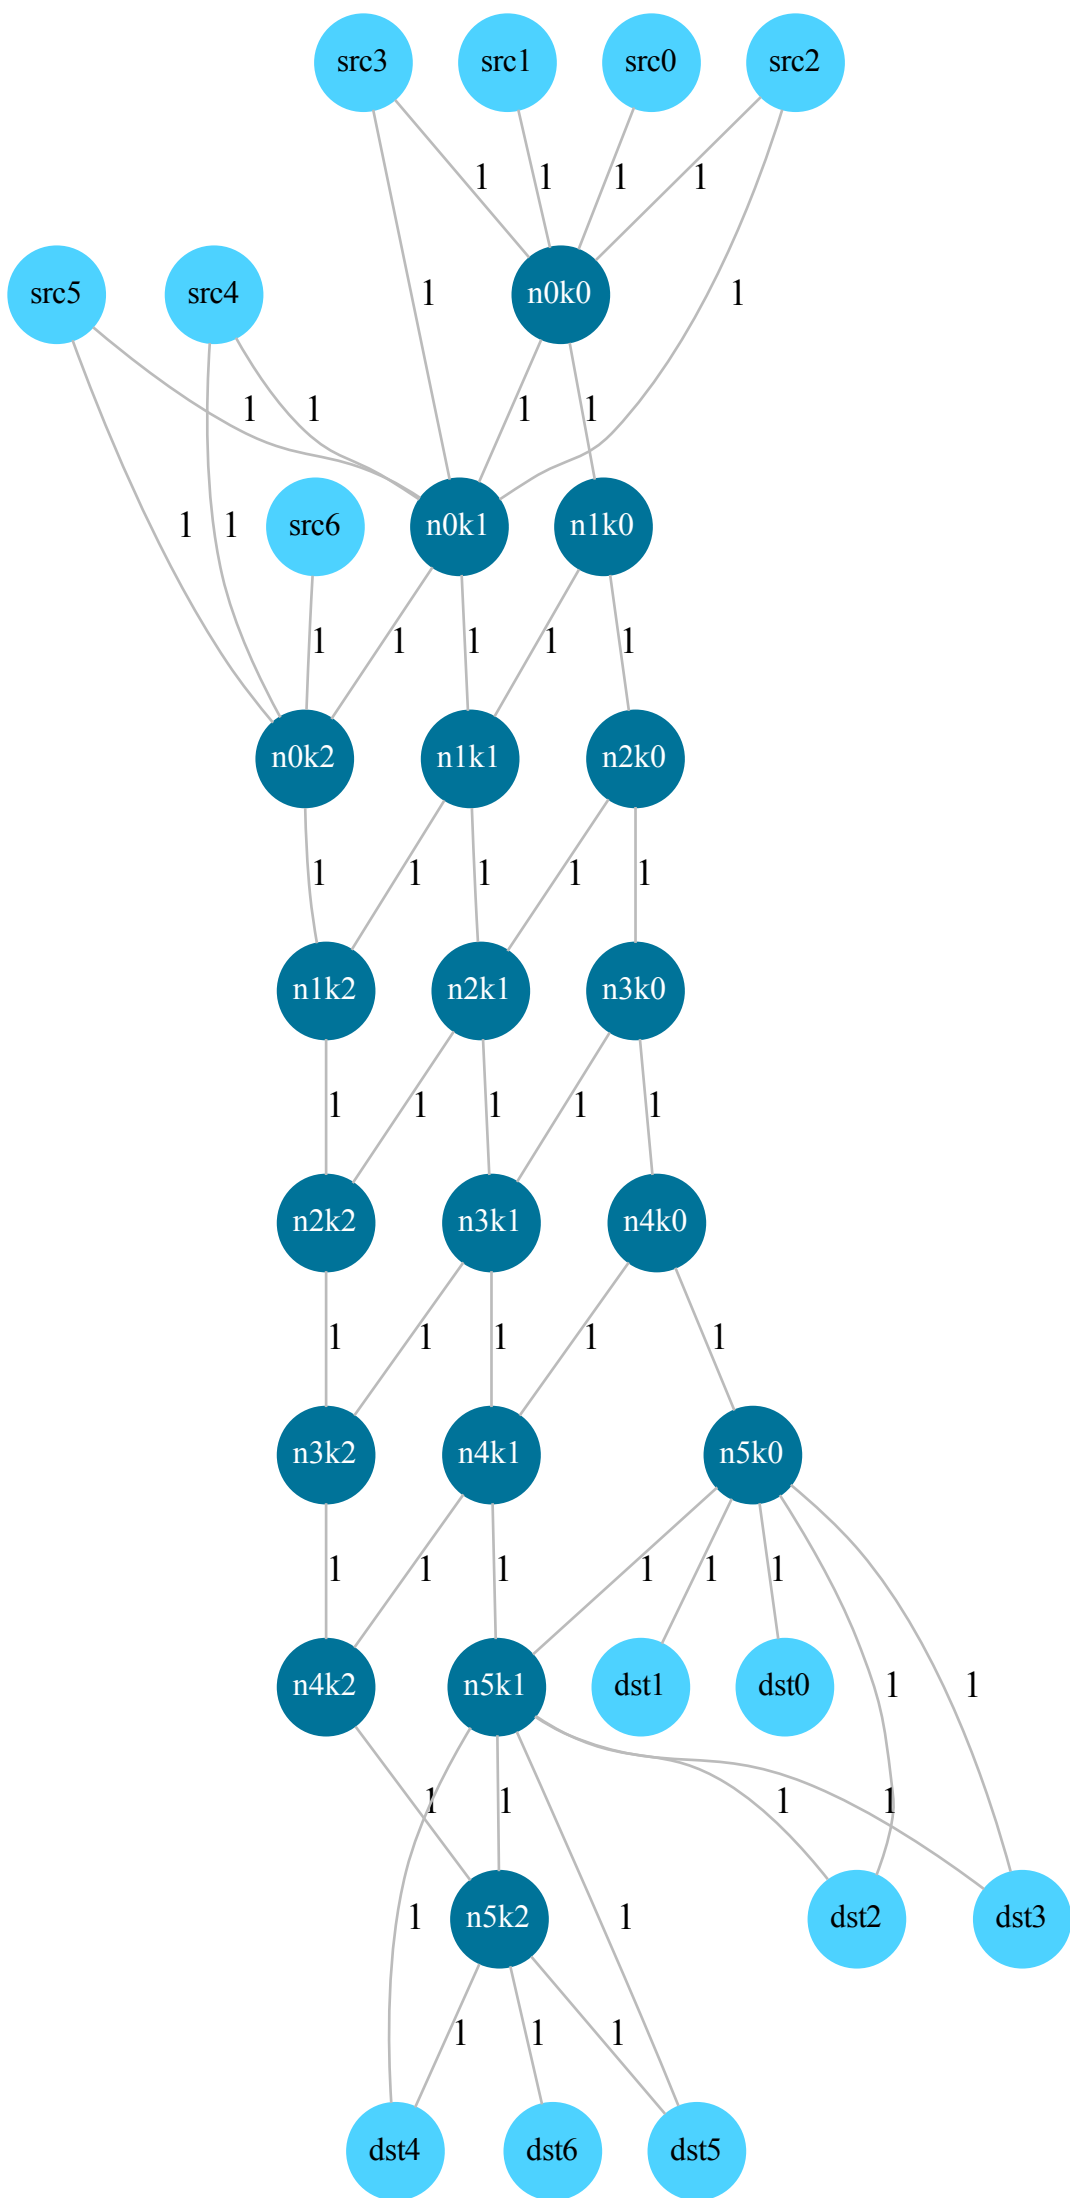 src3 src1 src0 src2
1 1 1 1
src5 src4 n0k0
1 1
1 1 1 1
src6 n0k1 n1k0
1 1
1 1 1 1 1
n0k2 n1k1 n2k0
1 1 1 1 1
n1k2 n2k1 n3k0
1 1 1 1 1
n2k2 n3k1 n4k0
1 1 1 1 1
n3k2 n4k1 n5k0
1 1 1 1 1 1
n4k2 n5k1 dst1 dst0
1 1
1 1 1 1
n5k2 dst2 dst3
1 1
1 1 1
dst4 dst6 dst5